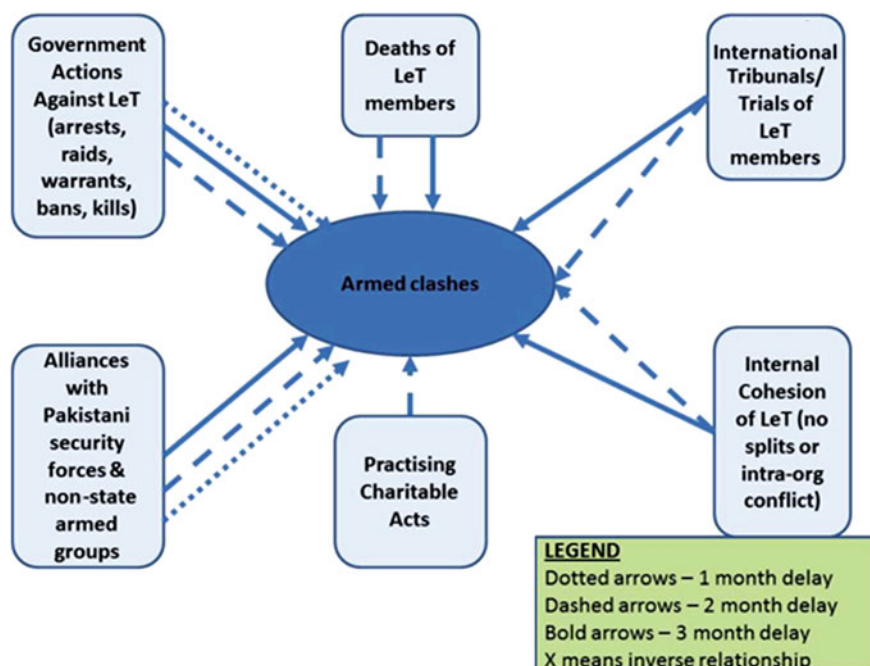 Government
Actions
Against LeT
(arrests,
raids,
warrants,
bans, kills)
Deaths of
LeT
members
International
Tribunals/
Trials of
LeT
members
Armed clashes
Alliances
with
Pakistani
security
forces &
non-state
armed
groups
Practising
Charitable
Acts
Internal
Cohesion
of LeT (no
splits or
intra-org
conflict)
LEGEND
Dotted arrows – 1 month delay
Dashed arrows – 2 month delay
Bold arrows – 3 month delay
X means inverse relationship